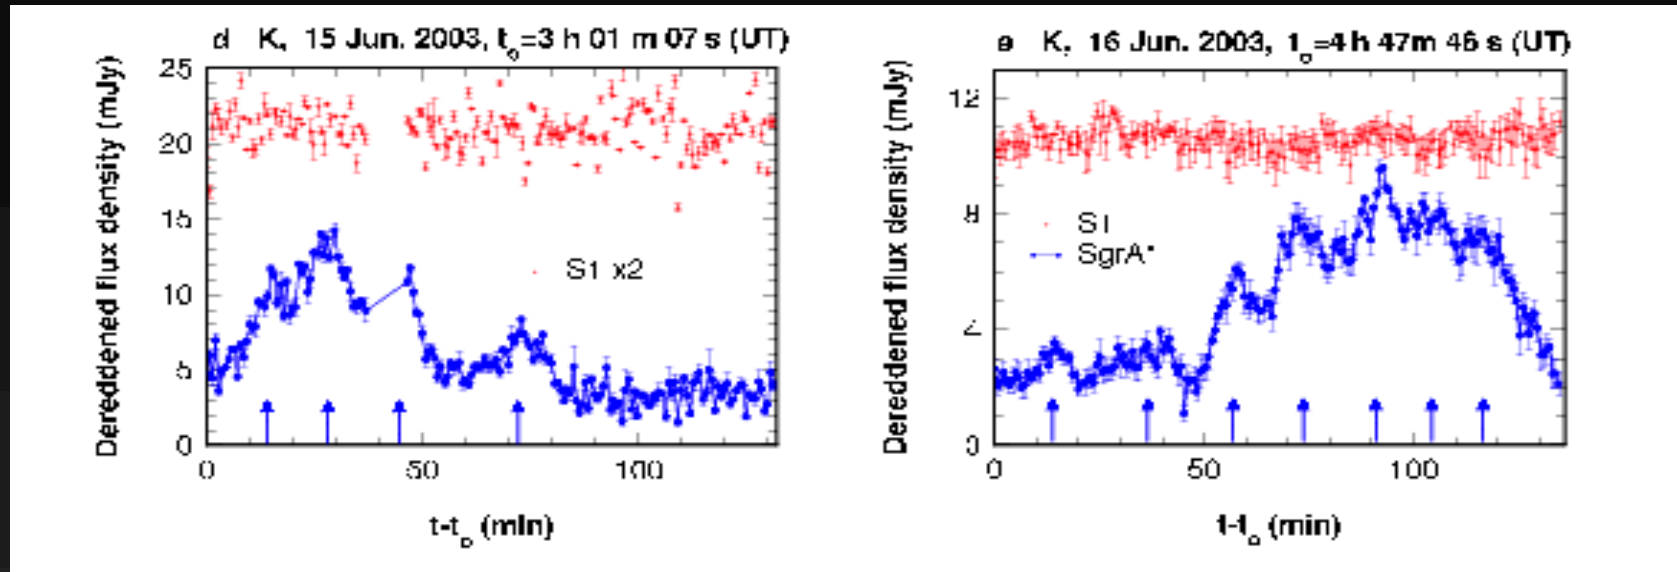 d K, 15 Jun. 2003, t₀=3 h 01 m 07 s (UT)
Dereddened flux density (mJy)
25
20
15
10
5
0
S1 x2
0 50 100
t-t₀ (min)
e K, 16 Jun. 2003, t₀=4 h 47m 46 s (UT)
Dereddened flux density (mJy)
12
8
4
0
S1
SgrA*
0 50 100
t-t₀ (min)